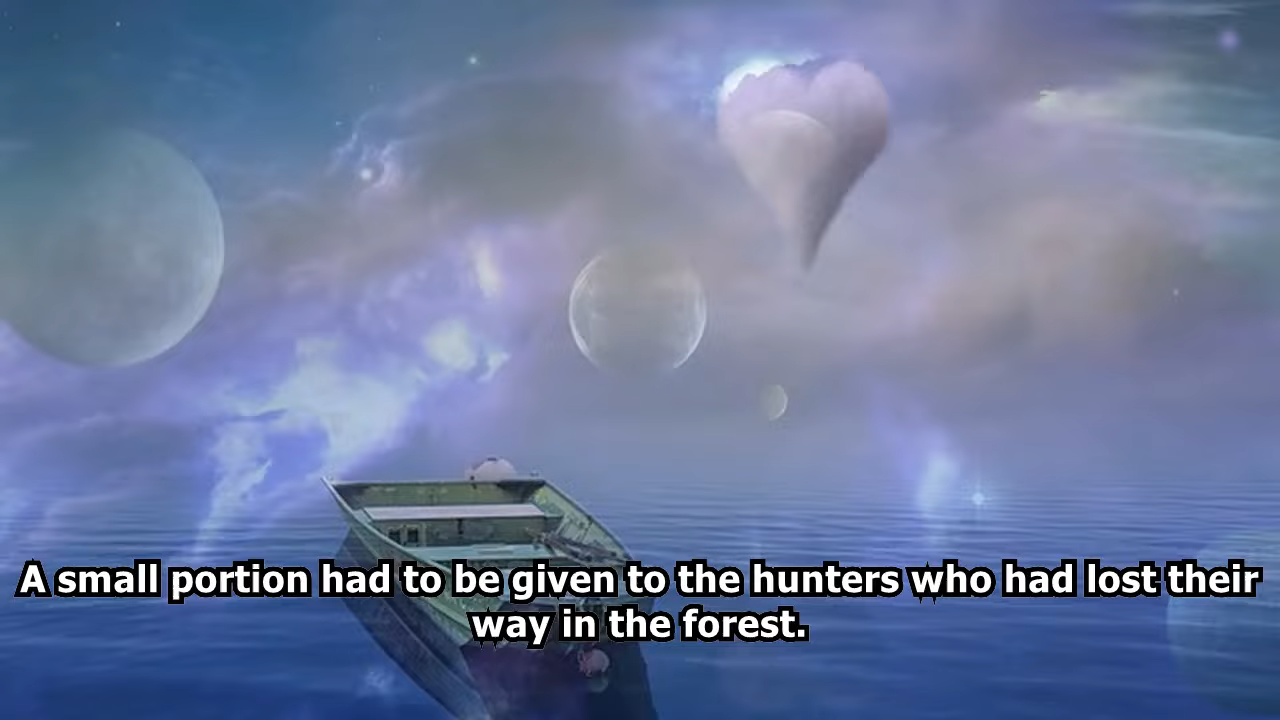 A small portion had to be given to the hunters who had lost their
way in the forest.